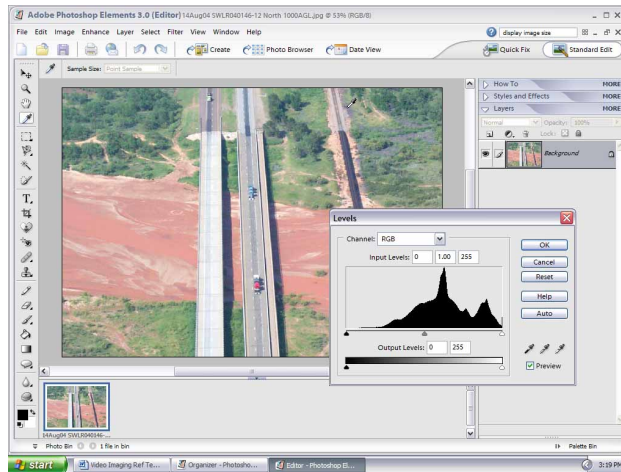 Adobe Photoshop Elements 3.0 (Editor) 14Aug04 SWLR040146-12 North 1000AGL.jpg @ 53% (RGB/8)
File Edit Image Enhance Layer Select Filter View Window Help
display image size
Create Photo Browser Date View
Quick Fix Standard Edit
Sample Size: Point Sample
How To MORE
Styles and Effects MORE
Layers MORE
Normal Opacity: 100%
Lock:
Background
Levels
Channel: RGB
Input Levels: 0 1.00 255
OK
Cancel
Reset
Help
Auto
Output Levels: 0 255
Preview
14Aug04 SWLR040146-...
Photo Bin 1 file in bin
Palette Bin
start Video Imaging Ref Te... Organizer - Photosho... Editor - Photoshop El...
3:19 PM